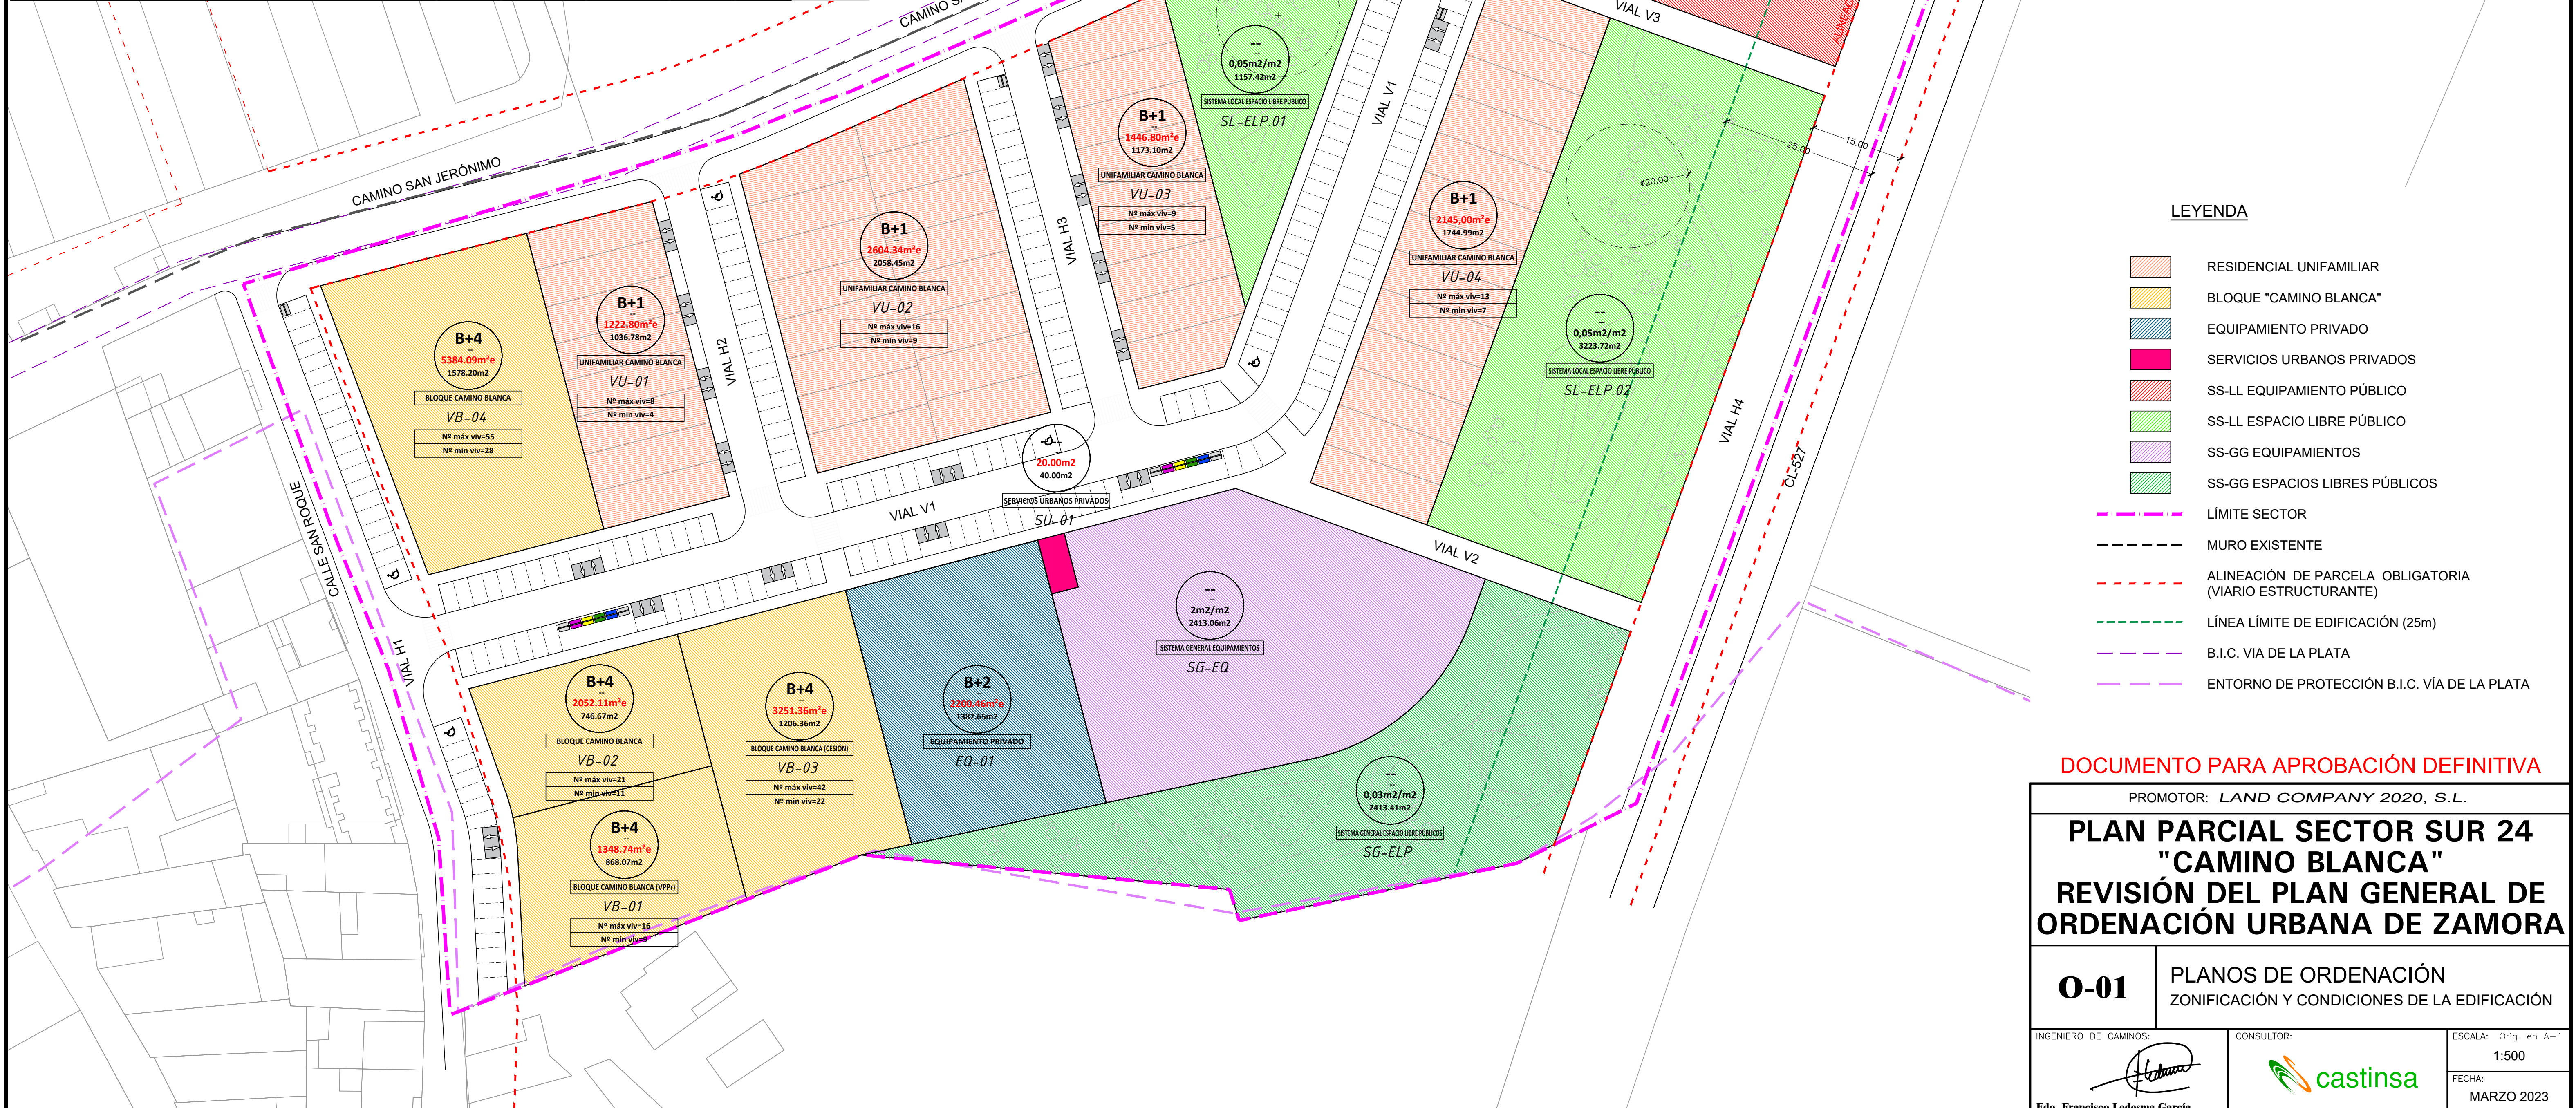 CAMINO S
CAMINO SAN JERÓNIMO
CALLE SAN ROQUE
VIAL H1
VIAL H2
VIAL H3
VIAL V1
VIAL V1
VIAL V2
VIAL V3
VIAL H4
CL-527
ALINEAC
B+4
--
5384.09m²e
1578.20m2
BLOQUE CAMINO BLANCA
VB-04
Nº máx viv=55
Nº min viv=28
B+1
--
1222.80m²e
1036.78m2
UNIFAMILIAR CAMINO BLANCA
VU-01
Nº máx viv=8
Nº min viv=4
B+1
--
2604.34m²e
2058.45m2
UNIFAMILIAR CAMINO BLANCA
VU-02
Nº máx viv=16
Nº min viv=9
B+1
--
1446.80m²e
1173.10m2
UNIFAMILIAR CAMINO BLANCA
VU-03
Nº máx viv=9
Nº min viv=5
--
--
0,05m2/m2
1157.42m2
SISTEMA LOCAL ESPACIO LIBRE PÚBLICO
SL-ELP.01
B+1
--
2145,00m²e
1744.99m2
UNIFAMILIAR CAMINO BLANCA
VU-04
Nº máx viv=13
Nº min viv=7
ø20.00
25.00
15.00
--
--
0,05m2/m2
3223.72m2
SISTEMA LOCAL ESPACIO LIBRE PÚBLICO
SL-ELP.02
--
20.00m2
40.00m2
SERVICIOS URBANOS PRIVADOS
SU-01
--
--
2m2/m2
2413.06m2
SISTEMA GENERAL EQUIPAMIENTOS
SG-EQ
B+4
--
2052.11m²e
746.67m2
BLOQUE CAMINO BLANCA
VB-02
Nº máx viv=21
Nº min viv=11
B+4
--
3251.36m²e
1206.36m2
BLOQUE CAMINO BLANCA (CESIÓN)
VB-03
Nº máx viv=42
Nº min viv=22
B+2
--
2200.46m²e
1387.65m2
EQUIPAMIENTO PRIVADO
EQ-01
B+4
--
1348.74m²e
868.07m2
BLOQUE CAMINO BLANCA (VPPr)
VB-01
Nº máx viv=16
Nº min viv=9
--
--
0,03m2/m2
2413.41m2
SISTEMA GENERAL ESPACIO LIBRE PÚBLICOS
SG-ELP
LEYENDA
RESIDENCIAL UNIFAMILIAR
BLOQUE "CAMINO BLANCA"
EQUIPAMIENTO PRIVADO
SERVICIOS URBANOS PRIVADOS
SS-LL EQUIPAMIENTO PÚBLICO
SS-LL ESPACIO LIBRE PÚBLICO
SS-GG EQUIPAMIENTOS
SS-GG ESPACIOS LIBRES PÚBLICOS
LÍMITE SECTOR
MURO EXISTENTE
ALINEACIÓN DE PARCELA OBLIGATORIA
(VIARIO ESTRUCTURANTE)
LÍNEA LÍMITE DE EDIFICACIÓN (25m)
B.I.C. VIA DE LA PLATA
ENTORNO DE PROTECCIÓN B.I.C. VÍA DE LA PLATA
DOCUMENTO PARA APROBACIÓN DEFINITIVA
PROMOTOR: LAND COMPANY 2020, S.L.
PLAN PARCIAL SECTOR SUR 24
"CAMINO BLANCA"
REVISIÓN DEL PLAN GENERAL DE
ORDENACIÓN URBANA DE ZAMORA
O-01
PLANOS DE ORDENACIÓN
ZONIFICACIÓN Y CONDICIONES DE LA EDIFICACIÓN
INGENIERO DE CAMINOS:
Fdo. Francisco Ledesma García
CONSULTOR:
castinsa
ESCALA: Orig. en A-1
1:500
FECHA:
MARZO 2023